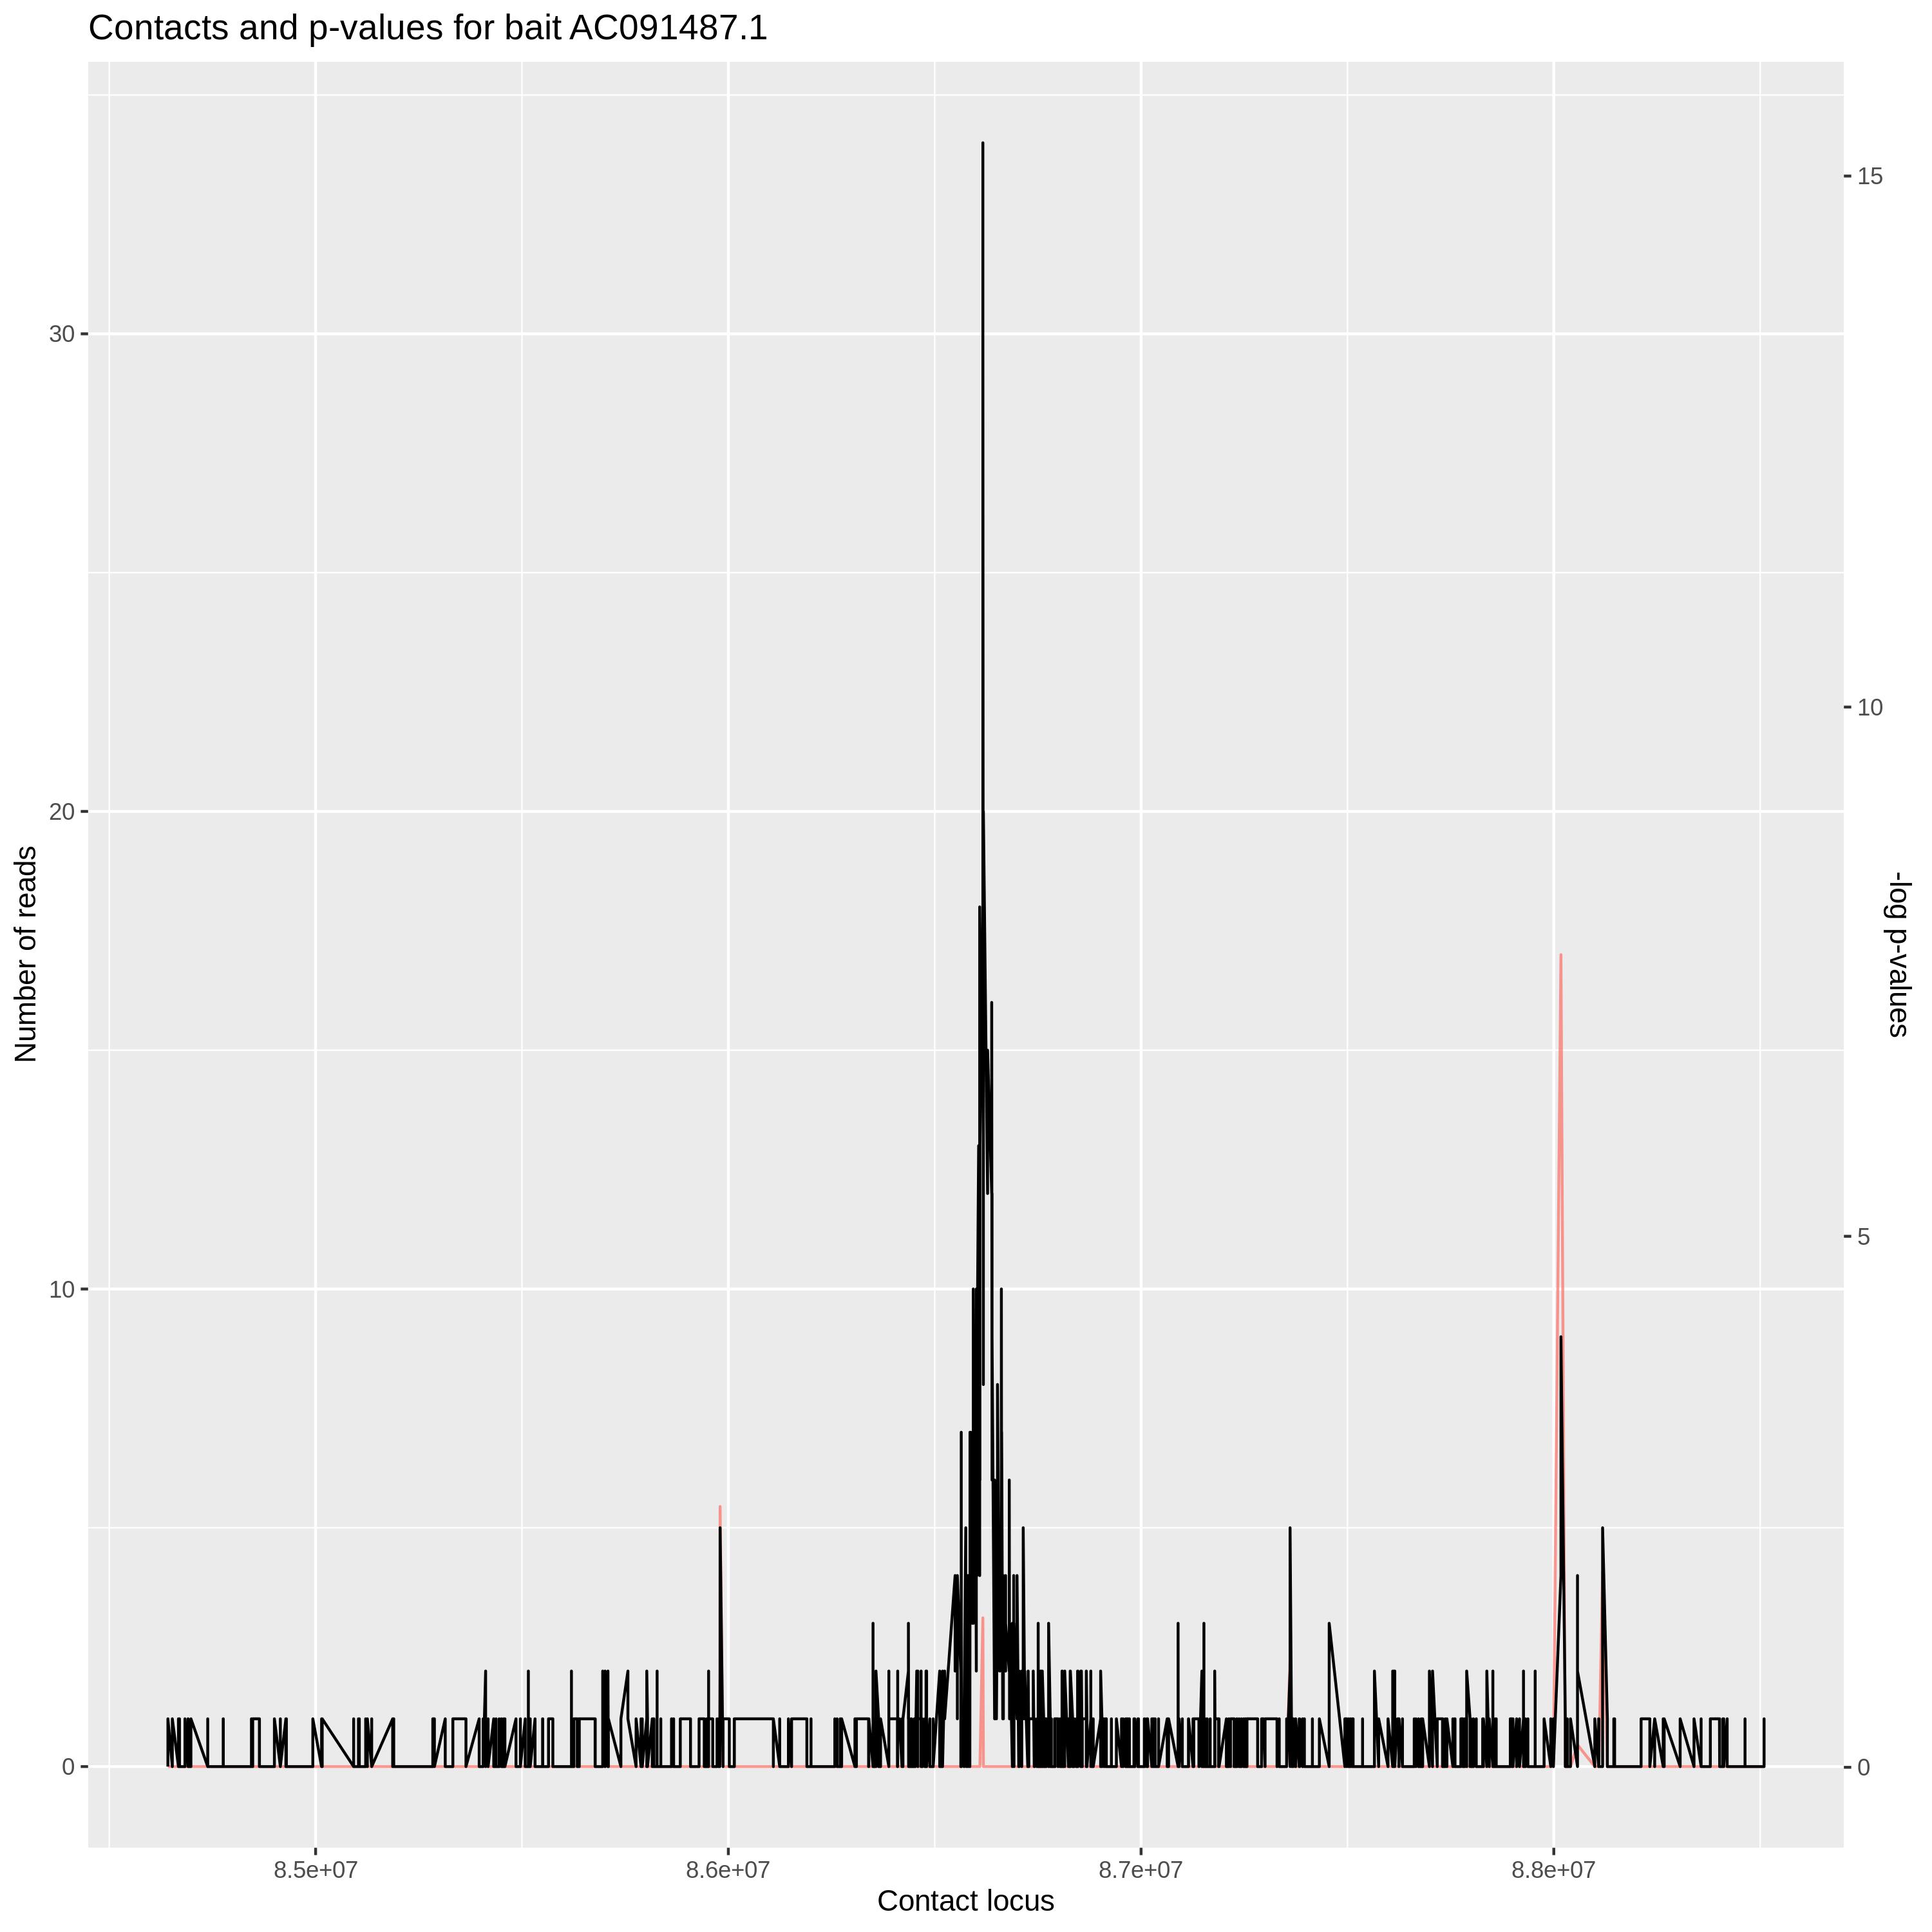 Contacts and p-values for bait AC091487.1
Number of reads
30
20
10
0
15
10
5
0
-log p-values
8.5e+07
8.6e+07
8.7e+07
8.8e+07
Contact locus